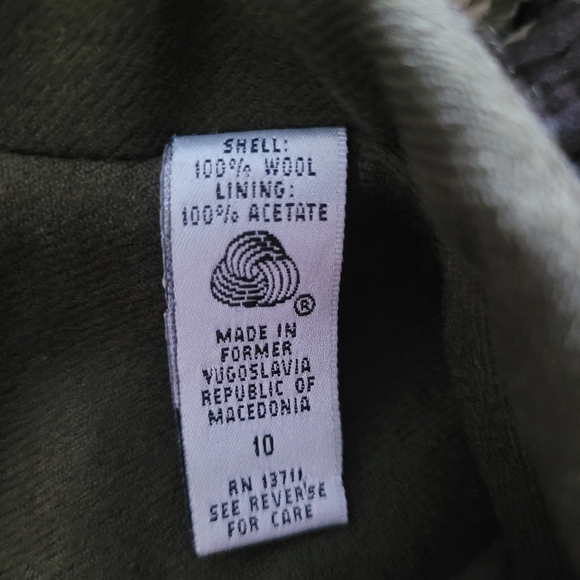 SHELL:
100% WOOL
LINING:
100% ACETATE
®
MADE IN
FORMER
YUGOSLAVIA
REPUBLIC OF
MACEDONIA
10
RN 13711
SEE REVERSE
FOR CARE